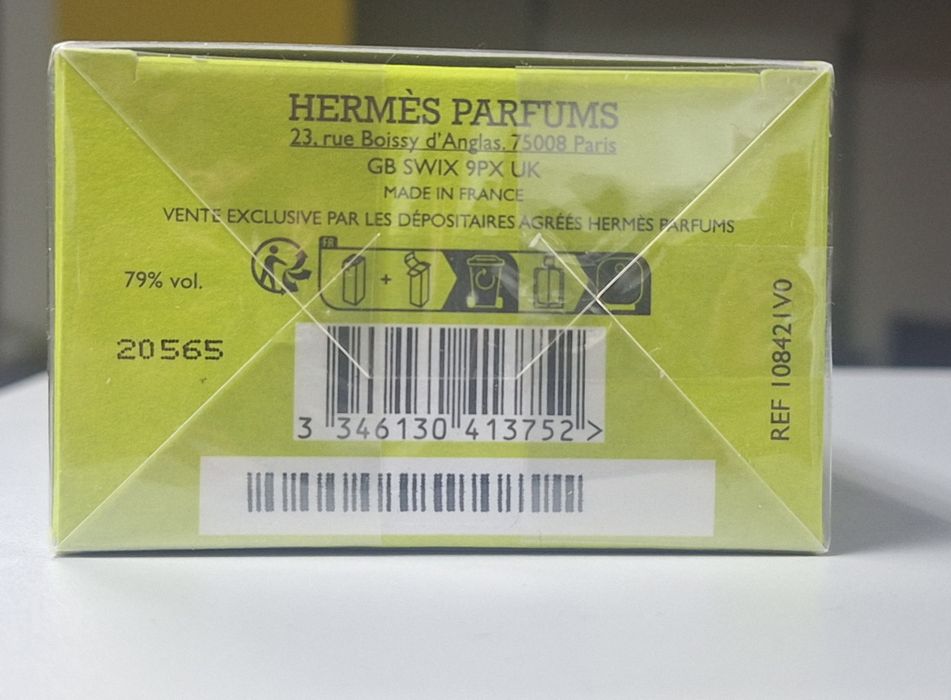 HERMÈS PARFUMS
23, rue Boissy d'Anglas, 75008 Paris
GB SWIX 9PX UK
MADE IN FRANCE
VENTE EXCLUSIVE PAR LES DÉPOSITAIRES AGRÉÉS HERMÈS PARFUMS
FR
+
79% vol.
20565
3 346130 413752 >
REF 108421V0